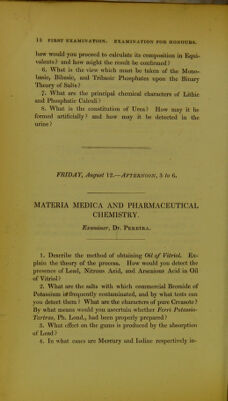 18 FIRST EXAMINATION. EXAMINATION FOR HONOURS.
how would you proceed to calculate its composition in Equi-
valents? and how might the result be confirmed?
6. What is the view which must be taken of the Mono-
basic, Bibasic, and Tribasic Phosphates upon the Binary
Theory of Salts?
7. What are the principal chemical characters of Lithic
and Phosphatic Calculi?
8. What is the constitution of Urea? How may it be
formed artificially? and how may it be detected in the
urine?
FRIDAY, August 12.—AFTERNOON, 3 to 6.
MATERIA MEDICA AND PHARMACEUTICAL
CHEMISTRY.
Examiner, Dr. PEREIRA.
1. Describe the method of obtaining Oil of Vitriol. Ex-
plain the theory of the process. How would you detect the
presence of Lead, Nitrous Acid, and Arsenious Acid in Oil
of Vitriol?
2. What are the salts with which commercial Bromide of
Potassium is frequently contaminated, and by what tests can
you detect them? What are the characters of pure Creasote?
By what means would you ascertain whether Ferri Potassio-
Tartras, Ph. Lond., had been properly prepared?
3. What effect on the gums is produced by the absorption
of Lead?
4. In what cases are Mercury and Iodine respectively in-